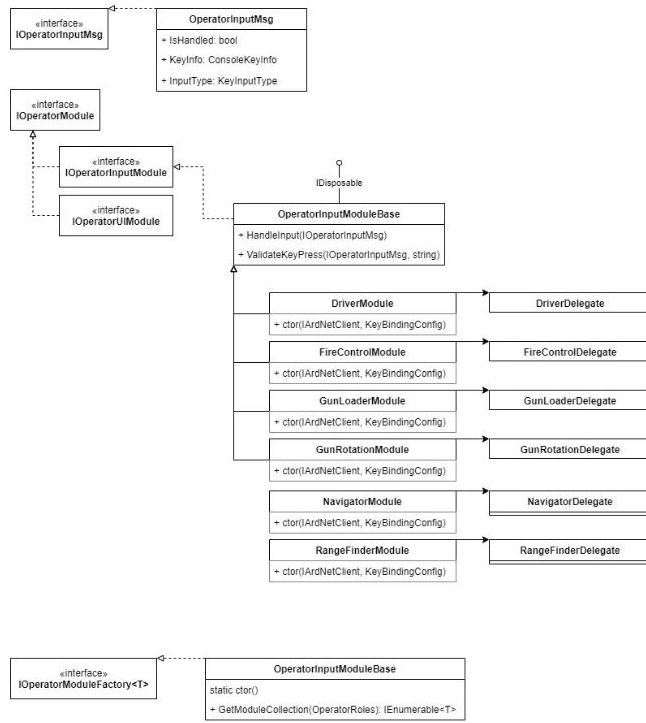 «interface»
IOperatorInputMsg
OperatorInputMsg
+ IsHandled: bool
+ KeyInfo: ConsoleKeyInfo
+ InputType: KeyInputType
«interface»
IOperatorModule
«interface»
IOperatorInputModule
«interface»
IOperatorUIModule
IDisposable
OperatorInputModuleBase
+ HandleInput(IOperatorInputMsg)
+ ValidateKeyPress(IOperatorInputMsg, string)
DriverModule
+ ctor(IArdNetClient, KeyBindingConfig)
DriverDelegate
FireControlModule
+ ctor(IArdNetClient, KeyBindingConfig)
FireControlDelegate
GunLoaderModule
+ ctor(IArdNetClient, KeyBindingConfig)
GunLoaderDelegate
GunRotationModule
+ ctor(IArdNetClient, KeyBindingConfig)
GunRotationDelegate
NavigatorModule
+ ctor(IArdNetClient, KeyBindingConfig)
NavigatorDelegate
RangeFinderModule
+ ctor(IArdNetClient, KeyBindingConfig)
RangeFinderDelegate
«interface»
IOperatorModuleFactory<T>
OperatorInputModuleBase
static ctor()
+ GetModuleCollection(OperatorRoles): IEnumerable<T>